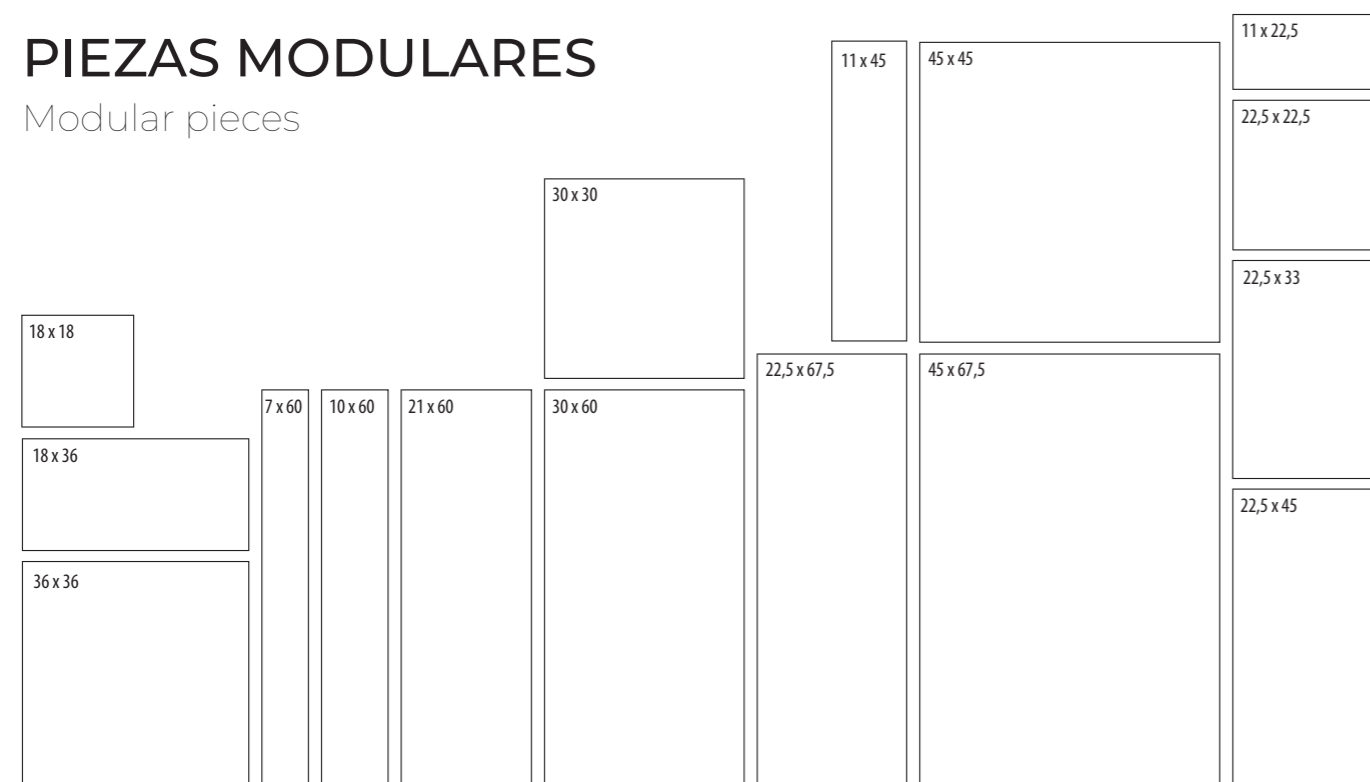 PIEZAS MODULARES
Modular pieces
11 x 22,5
11 x 45
45 x 45
22,5 x 22,5
30 x 30
22,5 x 33
18 x 18
22,5 x 67,5
45 x 67,5
7 x 60
10 x 60
21 x 60
30 x 60
18 x 36
22,5 x 45
36 x 36